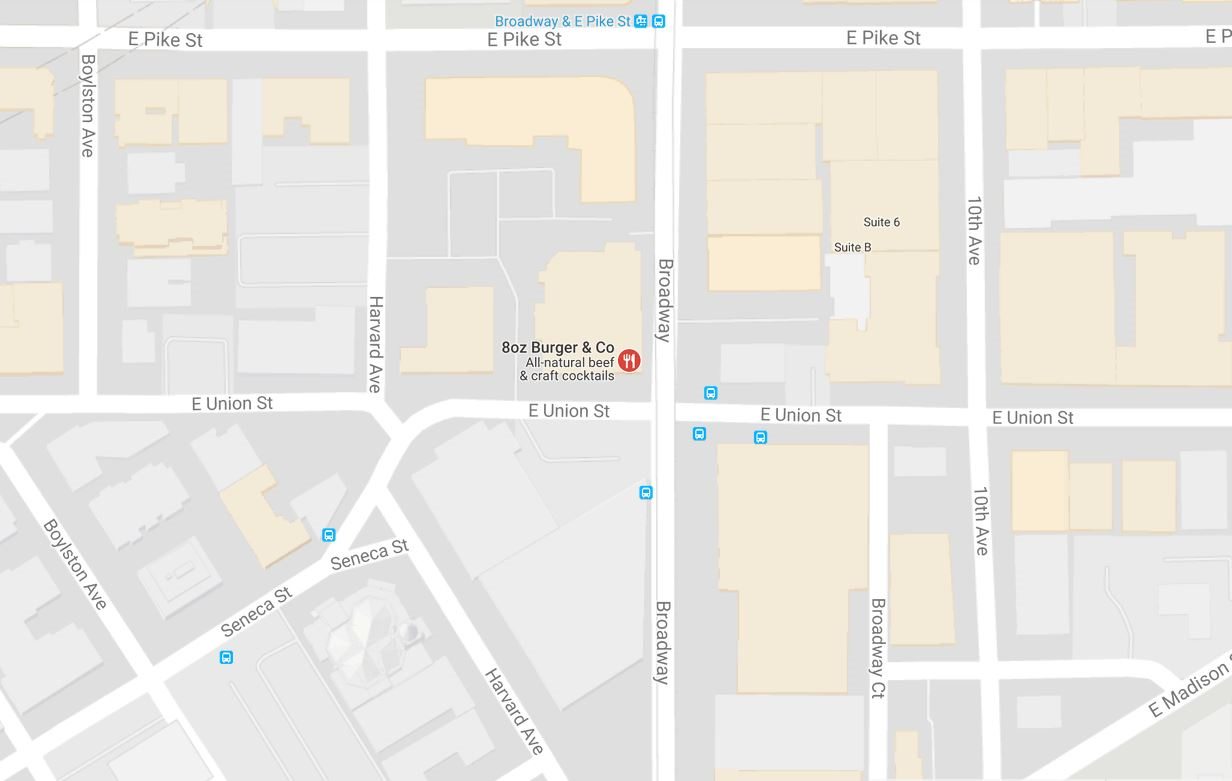 Broadway & E Pike St
E Pike St
E Pike St
E Pike St
E P
Boylston Ave
10th Ave
Suite 6
Suite B
Broadway
Harvard Ave
8oz Burger & Co
All-natural beef
& craft cocktails
E Union St
E Union St
E Union St
E Union St
10th Ave
Boylston Ave
Seneca St
Seneca St
Broadway
Broadway Ct
Harvard Ave
E Madison S